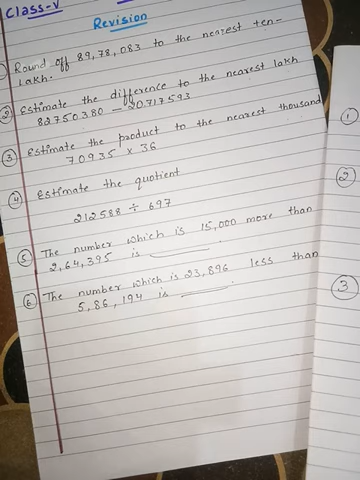 Class-V
Revision
Round off 89,78,083 to the nearest ten-
Lakh.
② Estimate the difference to the nearest lakh
82750380 - 20717593
③ Estimate the product to the nearest thousand
70935 x 36
④ Estimate the quotient
212588 ÷ 697
⑤ The number which is 15,000 more than
2,64,395 is ______
⑥ The number which is 23,896 less than
5,86,194 is ______
①
②
③